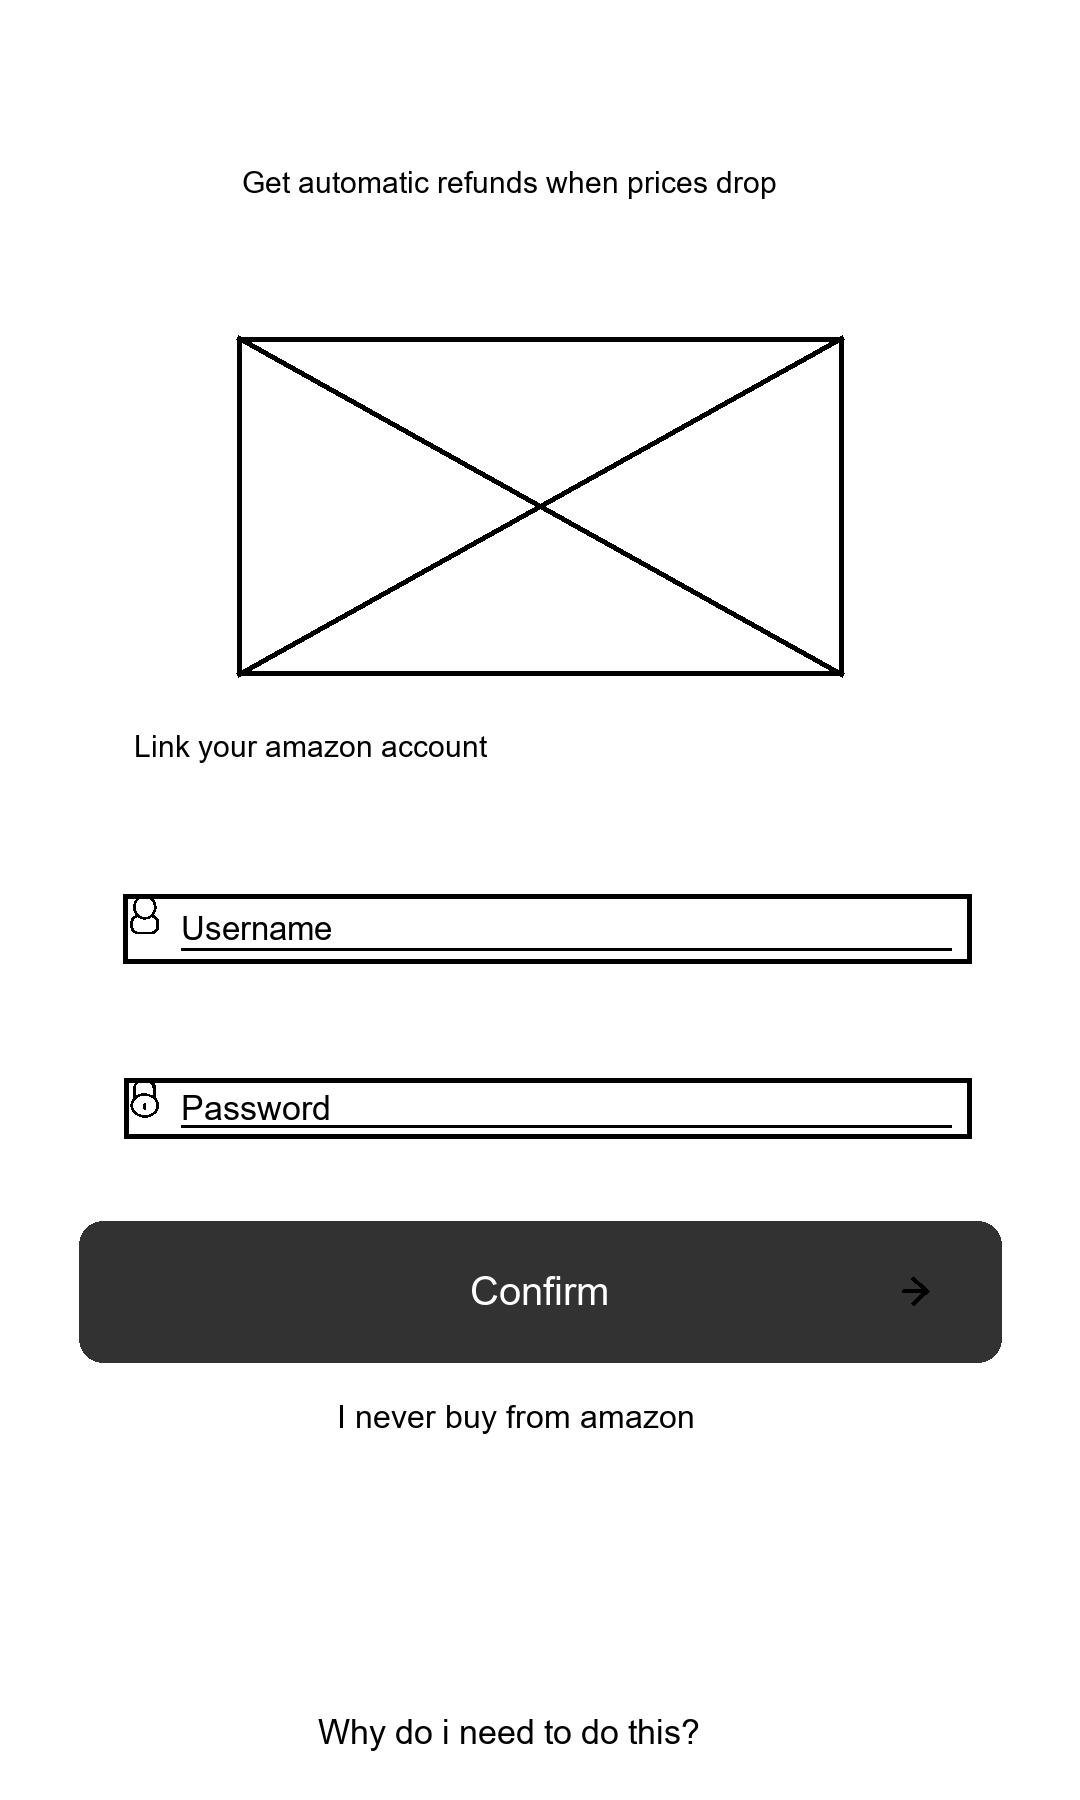 Get automatic refunds when prices drop
Link your amazon account
Username
Password
Confirm
I never buy from amazon
Why do i need to do this?